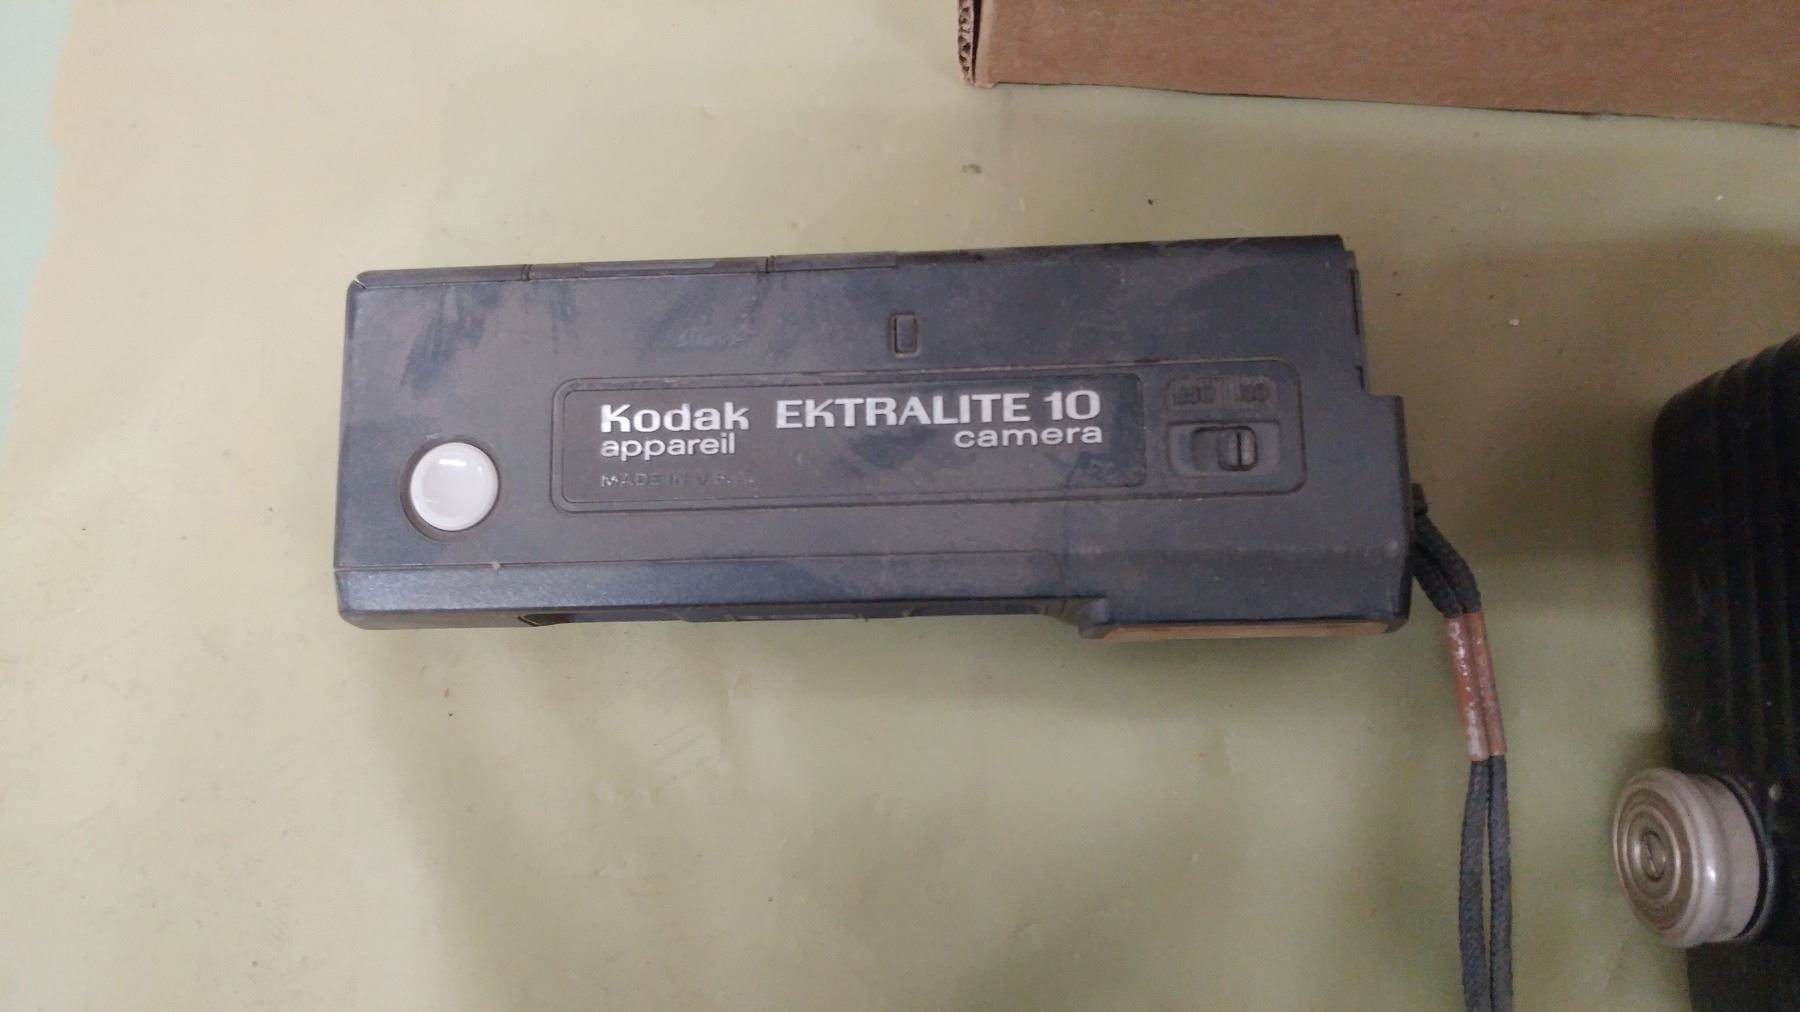 Kodak EKTRALITE 10
appareil camera
MADE IN U.S.A.